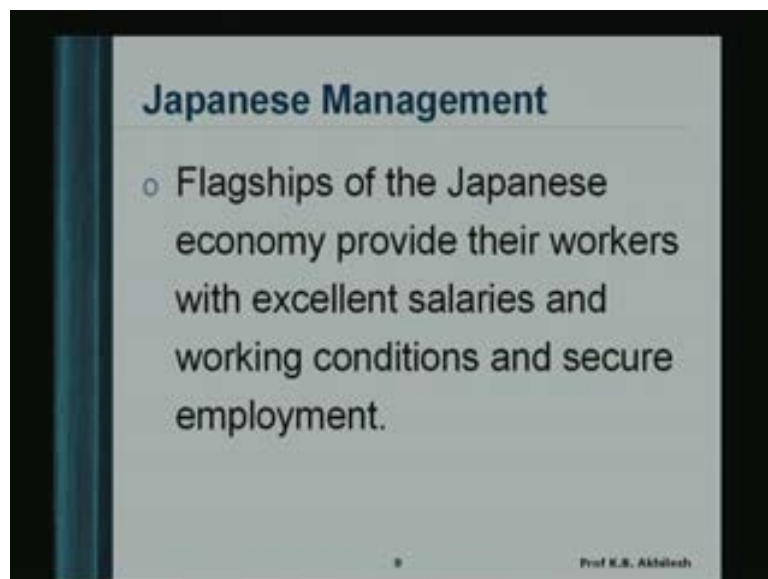 Japanese Management
o Flagships of the Japanese
economy provide their workers
with excellent salaries and
working conditions and secure
employment.
9 Prof K.B. Akhilesh